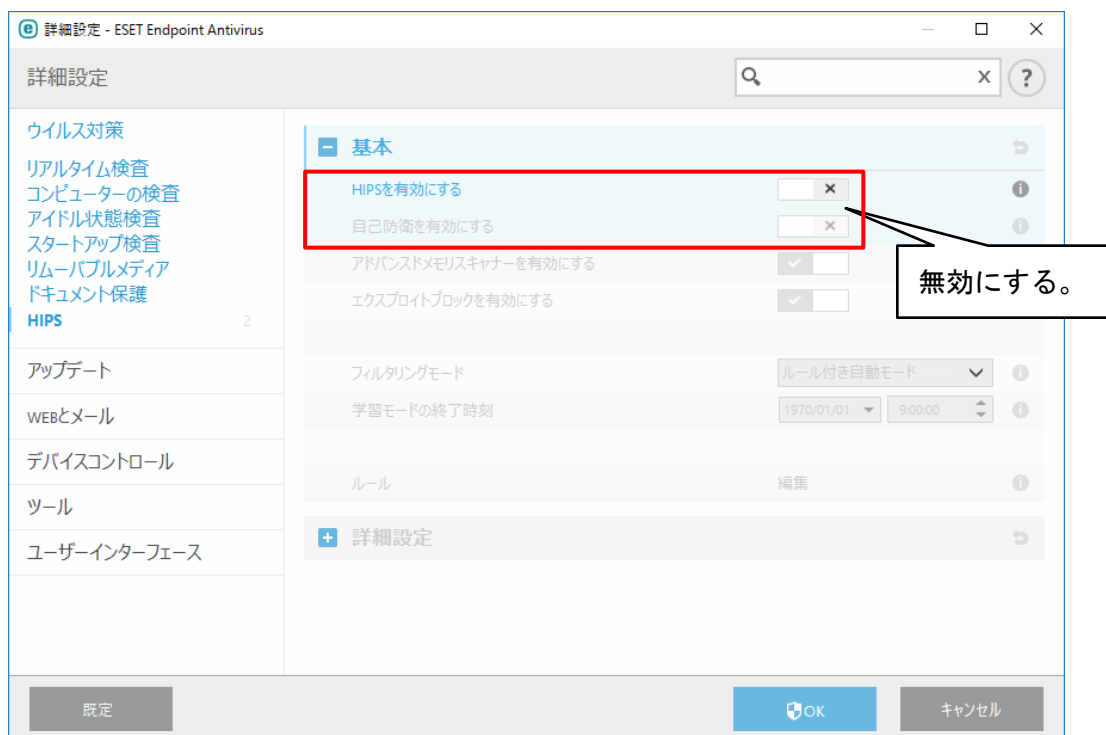 詳細設定 - ESET Endpoint Antivirus
詳細設定
ウイルス対策
リアルタイム検査
コンピューターの検査
アイドル状態検査
スタートアップ検査
リムーバブルメディア
ドキュメント保護
HIPS 2
アップデート
WEBとメール
デバイスコントロール
ツール
ユーザーインターフェース
基本
HIPSを有効にする
自己防衛を有効にする
アドバンスドメモリスキャナーを有効にする
エクスプロイトブロックを有効にする
フィルタリングモード ルール付き自動モード
学習モードの終了時刻 1970/01/01 9:00:00
ルール 編集
詳細設定
無効にする。
既定 OK キャンセル